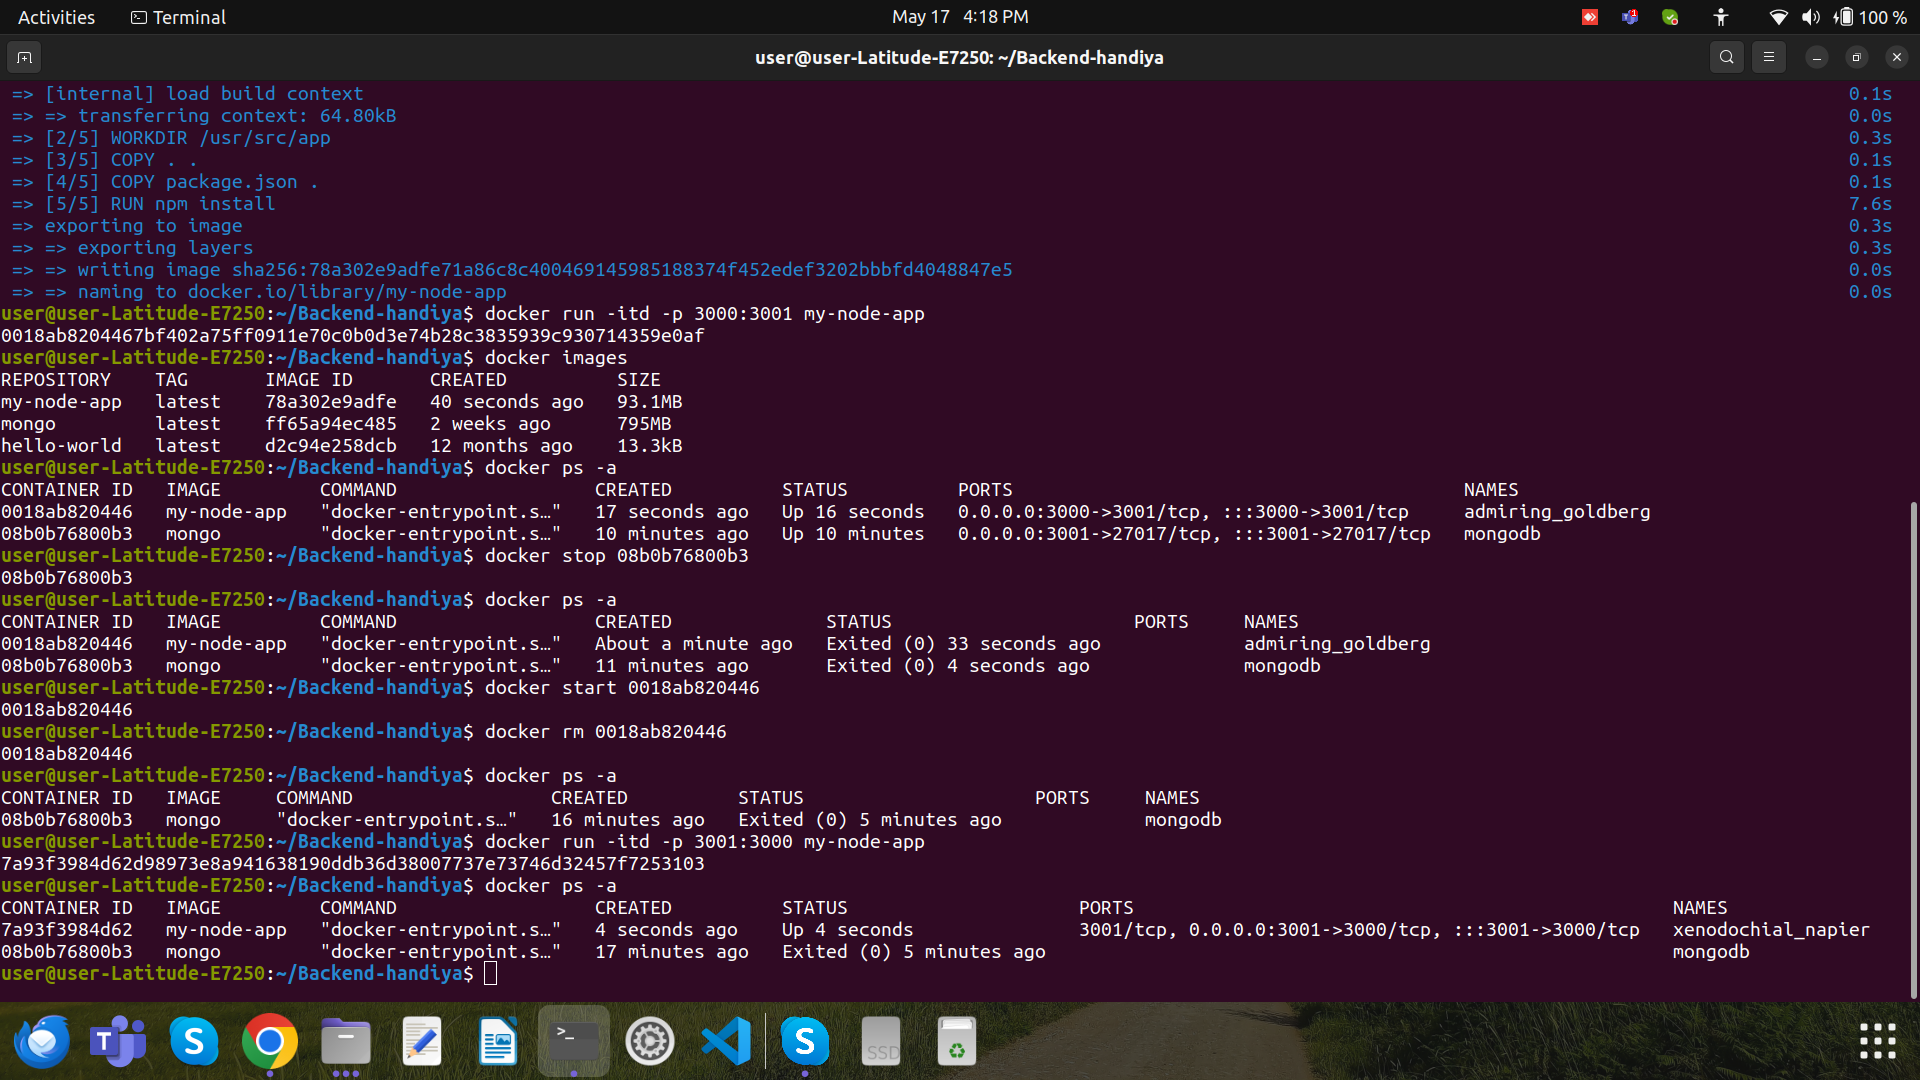 Activities Terminal May 17 4:18 PM 1 100 %
user@user-Latitude-E7250: ~/Backend-handiya
=> [internal] load build context 0.1s
=> => transferring context: 64.80kB 0.0s
=> [2/5] WORKDIR /usr/src/app 0.3s
=> [3/5] COPY . . 0.1s
=> [4/5] COPY package.json . 0.1s
=> [5/5] RUN npm install 7.6s
=> exporting to image 0.3s
=> => exporting layers 0.3s
=> => writing image sha256:78a302e9adfe71a86c8c400469145985188374f452edef3202bbbfd4048847e5 0.0s
=> => naming to docker.io/library/my-node-app 0.0s
user@user-Latitude-E7250:~/Backend-handiya$ docker run -itd -p 3000:3001 my-node-app
0018ab8204467bf402a75ff0911e70c0b0d3e74b28c3835939c930714359e0af
user@user-Latitude-E7250:~/Backend-handiya$ docker images
REPOSITORY TAG IMAGE ID CREATED SIZE
my-node-app latest 78a302e9adfe 40 seconds ago 93.1MB
mongo latest ff65a94ec485 2 weeks ago 795MB
hello-world latest d2c94e258dcb 12 months ago 13.3kB
user@user-Latitude-E7250:~/Backend-handiya$ docker ps -a
CONTAINER ID IMAGE COMMAND CREATED STATUS PORTS NAMES
0018ab820446 my-node-app "docker-entrypoint.s…" 17 seconds ago Up 16 seconds 0.0.0.0:3000->3001/tcp, :::3000->3001/tcp admiring_goldberg
08b0b76800b3 mongo "docker-entrypoint.s…" 10 minutes ago Up 10 minutes 0.0.0.0:3001->27017/tcp, :::3001->27017/tcp mongodb
user@user-Latitude-E7250:~/Backend-handiya$ docker stop 08b0b76800b3
08b0b76800b3
user@user-Latitude-E7250:~/Backend-handiya$ docker ps -a
CONTAINER ID IMAGE COMMAND CREATED STATUS PORTS NAMES
0018ab820446 my-node-app "docker-entrypoint.s…" About a minute ago Exited (0) 33 seconds ago admiring_goldberg
08b0b76800b3 mongo "docker-entrypoint.s…" 11 minutes ago Exited (0) 4 seconds ago mongodb
user@user-Latitude-E7250:~/Backend-handiya$ docker start 0018ab820446
0018ab820446
user@user-Latitude-E7250:~/Backend-handiya$ docker rm 0018ab820446
0018ab820446
user@user-Latitude-E7250:~/Backend-handiya$ docker ps -a
CONTAINER ID IMAGE COMMAND CREATED STATUS PORTS NAMES
08b0b76800b3 mongo "docker-entrypoint.s…" 16 minutes ago Exited (0) 5 minutes ago mongodb
user@user-Latitude-E7250:~/Backend-handiya$ docker run -itd -p 3001:3000 my-node-app
7a93f3984d62d98973e8a941638190ddb36d38007737e73746d32457f7253103
user@user-Latitude-E7250:~/Backend-handiya$ docker ps -a
CONTAINER ID IMAGE COMMAND CREATED STATUS PORTS NAMES
7a93f3984d62 my-node-app "docker-entrypoint.s…" 4 seconds ago Up 4 seconds 3001/tcp, 0.0.0.0:3001->3000/tcp, :::3001->3000/tcp xenodochial_napier
08b0b76800b3 mongo "docker-entrypoint.s…" 17 minutes ago Exited (0) 5 minutes ago mongodb
user@user-Latitude-E7250:~/Backend-handiya$
T S >_ S SSD